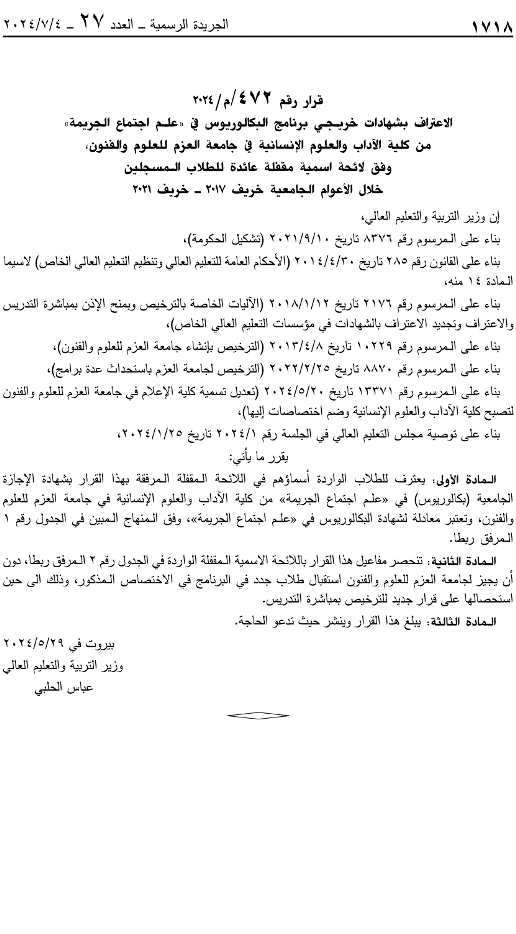 ١٧١٨
الجريدة الرسمية ـ العدد ٢٧ ـ ٢٠٢٤/٧/٤
قرار رقم ٤٧٢/م/٢٠٢٤
الاعتراف بشهادات خريجي برنامج البكالوريوس في «علم اجتماع الجريمة»
من كلية الآداب والعلوم الإنسانية في جامعة العزم للعلوم والفنون،
وفق لائحة اسمية مقفلة عائدة للطلاب المسجلين
خلال الأعوام الجامعية خريف ٢٠١٧ ـ خريف ٢٠٢١
إن وزير التربية والتعليم العالي،
بناء على المرسوم رقم ٨٣٧٦ تاريخ ٢٠٢١/٩/١٠ (تشكيل الحكومة)،
بناء على القانون رقم ٢٨٥ تاريخ ٢٠١٤/٤/٣٠ (الأحكام العامة للتعليم العالي وتنظيم التعليم العالي الخاص) لاسيما
المادة ١٤ منه،
بناء على المرسوم رقم ٢١٧٦ تاريخ ٢٠١٨/١/١٢ (الآليات الخاصة بالترخيص وبمنح الإذن بمباشرة التدريس
والاعتراف وتجديد الاعتراف بالشهادات في مؤسسات التعليم العالي الخاص)،
بناء على المرسوم رقم ١٠٢٢٩ تاريخ ٢٠١٣/٤/٨ (الترخيص بإنشاء جامعة العزم للعلوم والفنون)،
بناء على المرسوم رقم ٨٨٧٠ تاريخ ٢٠٢٢/٢/٢٥ (الترخيص لجامعة العزم باستحداث عدة برامج)،
بناء على المرسوم رقم ١٣٣٧١ تاريخ ٢٠٢٤/٥/٢٠ (تعديل تسمية كلية الإعلام في جامعة العزم للعلوم والفنون
لتصبح كلية الآداب والعلوم الإنسانية وضم اختصاصات إليها)،
بناء على توصية مجلس التعليم العالي في الجلسة رقم ٢٠٢٤/١ تاريخ ٢٠٢٤/١/٢٥،
يقرر ما يأتي:
المادة الأولى: يعترف للطلاب الواردة أسماؤهم في اللائحة المقفلة المرفقة بهذا القرار بشهادة الإجازة
الجامعية (بكالوريوس) في «علم اجتماع الجريمة» من كلية الآداب والعلوم الإنسانية في جامعة العزم للعلوم
والفنون، وتعتبر معادلة لشهادة البكالوريوس في «علم اجتماع الجريمة»، وفق المنهاج المبين في الجدول رقم ١
المرفق ربطا.
المادة الثانية: تنحصر مفاعيل هذا القرار باللائحة الاسمية المقفلة الواردة في الجدول رقم ٢ المرفق ربطا، دون
أن يجيز لجامعة العزم للعلوم والفنون استقبال طلاب جدد في البرنامج في الاختصاص المذكور، وذلك الى حين
استحصالها على قرار جديد للترخيص بمباشرة التدريس.
المادة الثالثة: يبلغ هذا القرار وينشر حيث تدعو الحاجة.
بيروت في ٢٠٢٤/٥/٢٩
وزير التربية والتعليم العالي
عباس الحلبي